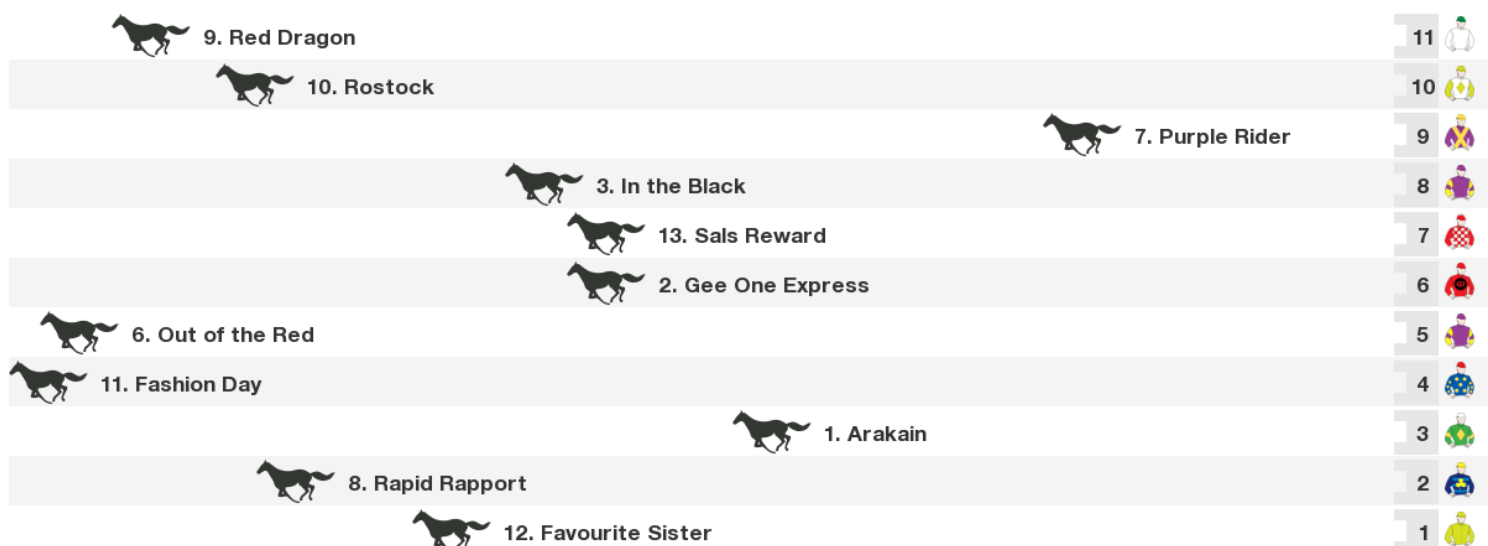 9. Red Dragon 11
10. Rostock 10
7. Purple Rider 9
3. In the Black 8
13. Sals Reward 7
2. Gee One Express 6
6. Out of the Red 5
11. Fashion Day 4
1. Arakain 3
8. Rapid Rapport 2
12. Favourite Sister 1